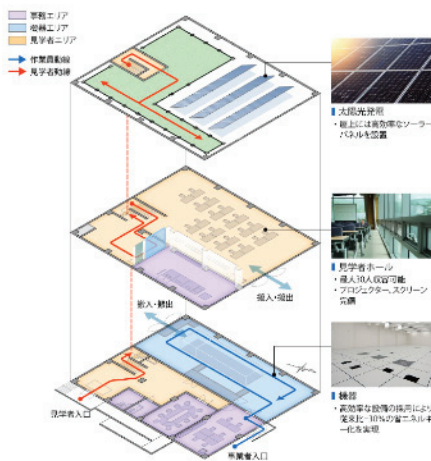 事務エリア
機器エリア
見学者エリア
作業員動線
見学者動線
太陽光発電
・屋上には高効率なソーラー
パネルを設置
見学者ホール
・最大30人収容可能
・プロジェクター、スクリーン
完備
搬入・搬出
搬入・搬出
機器
・高効率な設備の採用により
従来比−10%の省エネルギ
ー化を実現
見学者入口
事業者入口